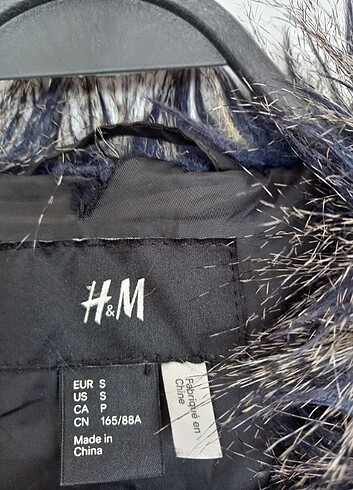 H&M
EUR S
US S
CA P
CN 165/88A
Made in
China
Fabriqué en
Chine